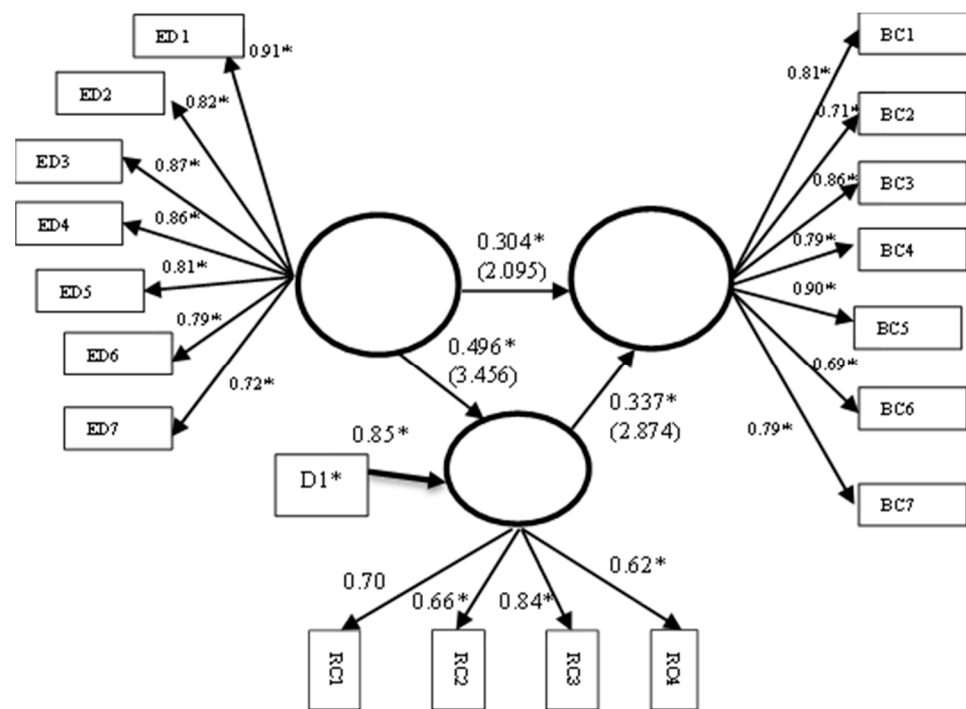 ED1
0.91*
ED2
0.82*
ED3
0.87*
ED4
0.86*
ED5
0.81*
ED6
0.79*
ED7
0.72*
0.304*
(2.095)
0.496*
(3.456)
0.337*
(2.874)
BC1
0.81*
BC2
0.71*
BC3
0.86*
BC4
0.79*
BC5
0.90*
BC6
0.69*
BC7
0.79*
0.85*
D1*
0.70
0.66*
0.84*
0.62*
RC1
RC2
RC3
RC4